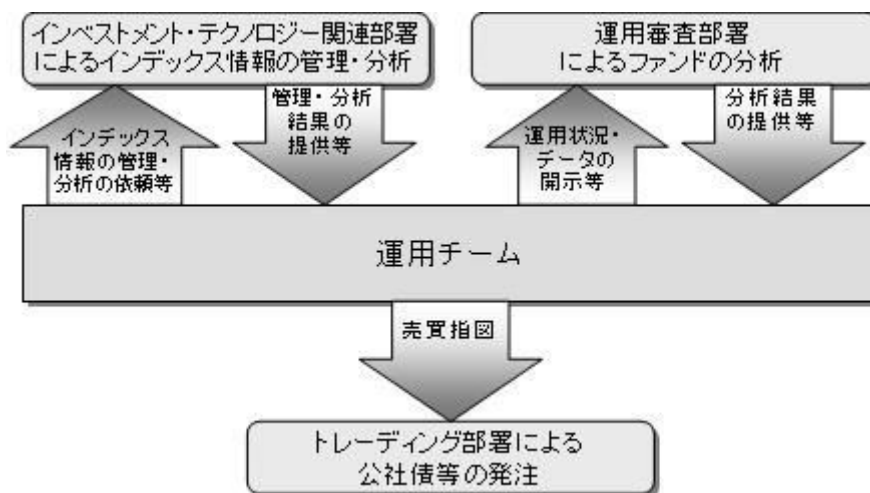 インベストメント・テクノロジー関連部署
によるインデックス情報の管理・分析
運用審査部署
によるファンドの分析
インデックス
情報の管理・
分析の依頼等
管理・分析
結果の
提供等
運用状況・
データの
開示等
分析結果
の提供等
運用チーム
売買指図
トレーディング部署による
公社債等の発注